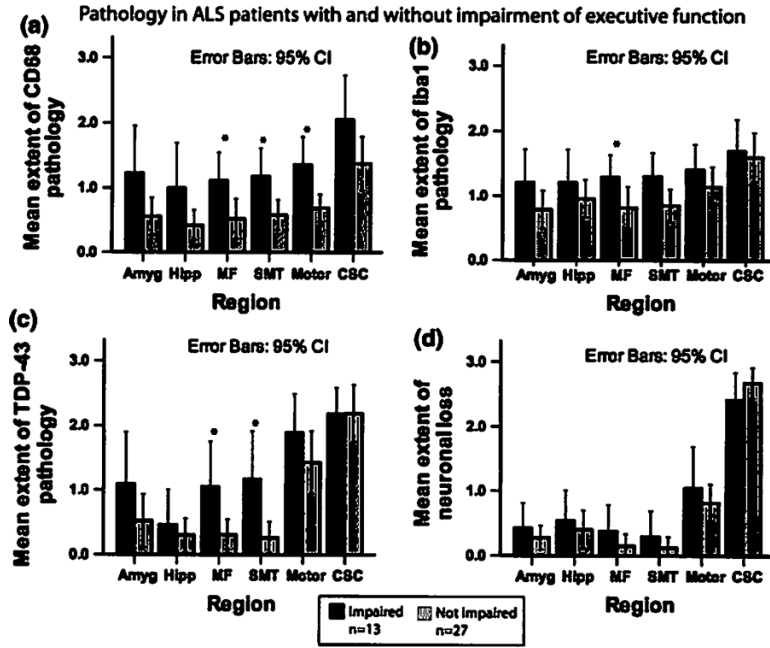 Pathology in ALS patients with and without impairment of executive function
(a)
Error Bars: 95% CI
Mean extent of CD68
pathology
3.0
2.0
1.0
0.0
*
*
*
Amyg Hipp MF SMT Motor CSC
Region
(b)
Error Bars: 95% CI
Mean extent of Iba1
pathology
3.0
2.0
1.0
0.0
*
Amyg Hipp MF SMT Motor CSC
Region
(c)
Error Bars: 95% CI
Mean extent of TDP-43
pathology
3.0
2.0
1.0
0.0
*
*
Amyg Hipp MF SMT Motor CSC
Region
(d)
Error Bars: 95% CI
Mean extent of
neuronal loss
3.0
2.0
1.0
0.0
Amyg Hipp MF SMT Motor CSC
Region
Impaired
n=13
Not Impaired
n=27